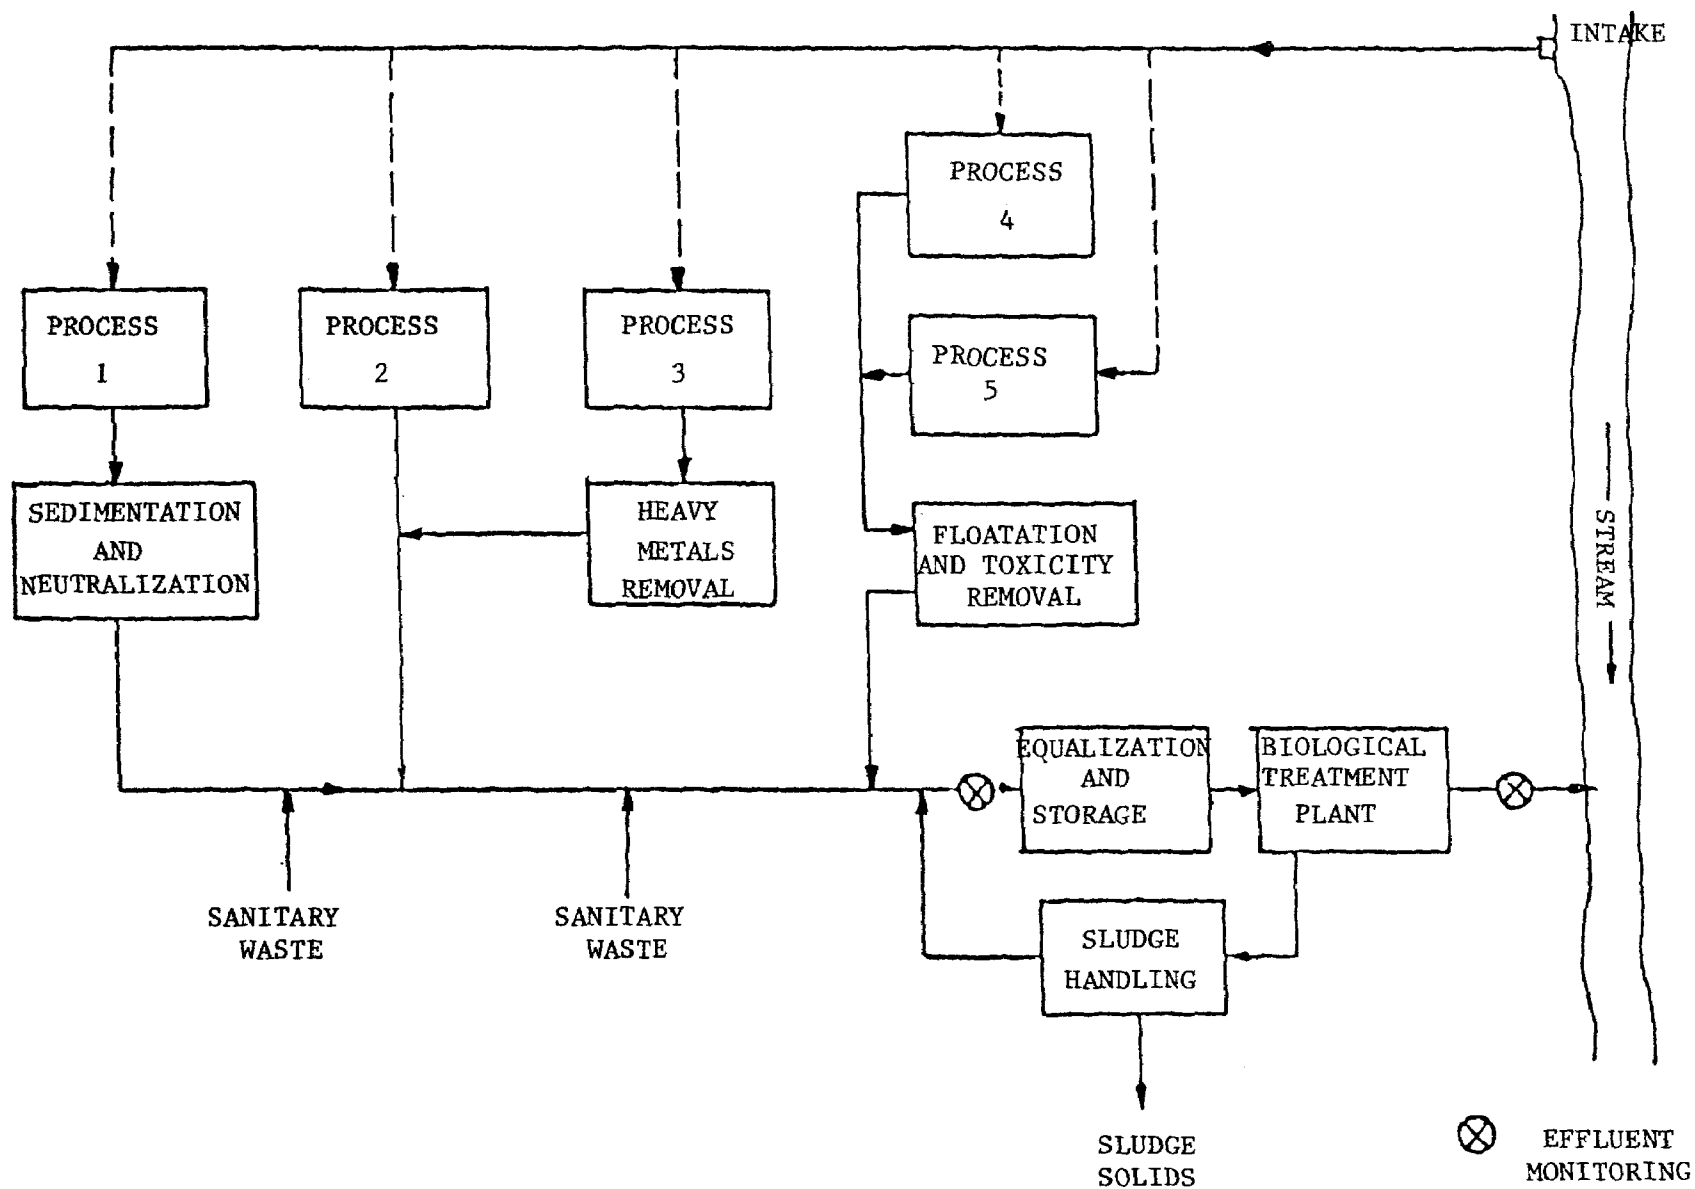 INTAKE
PROCESS
4
PROCESS
1
PROCESS
2
PROCESS
3
PROCESS
5
SEDIMENTATION
AND
NEUTRALIZATION
HEAVY
METALS
REMOVAL
FLOATATION
AND TOXICITY
REMOVAL
STREAM
EQUALIZATION
AND
STORAGE
BIOLOGICAL
TREATMENT
PLANT
SANITARY
WASTE
SANITARY
WASTE
SLUDGE
HANDLING
SLUDGE
SOLIDS
EFFLUENT
MONITORING